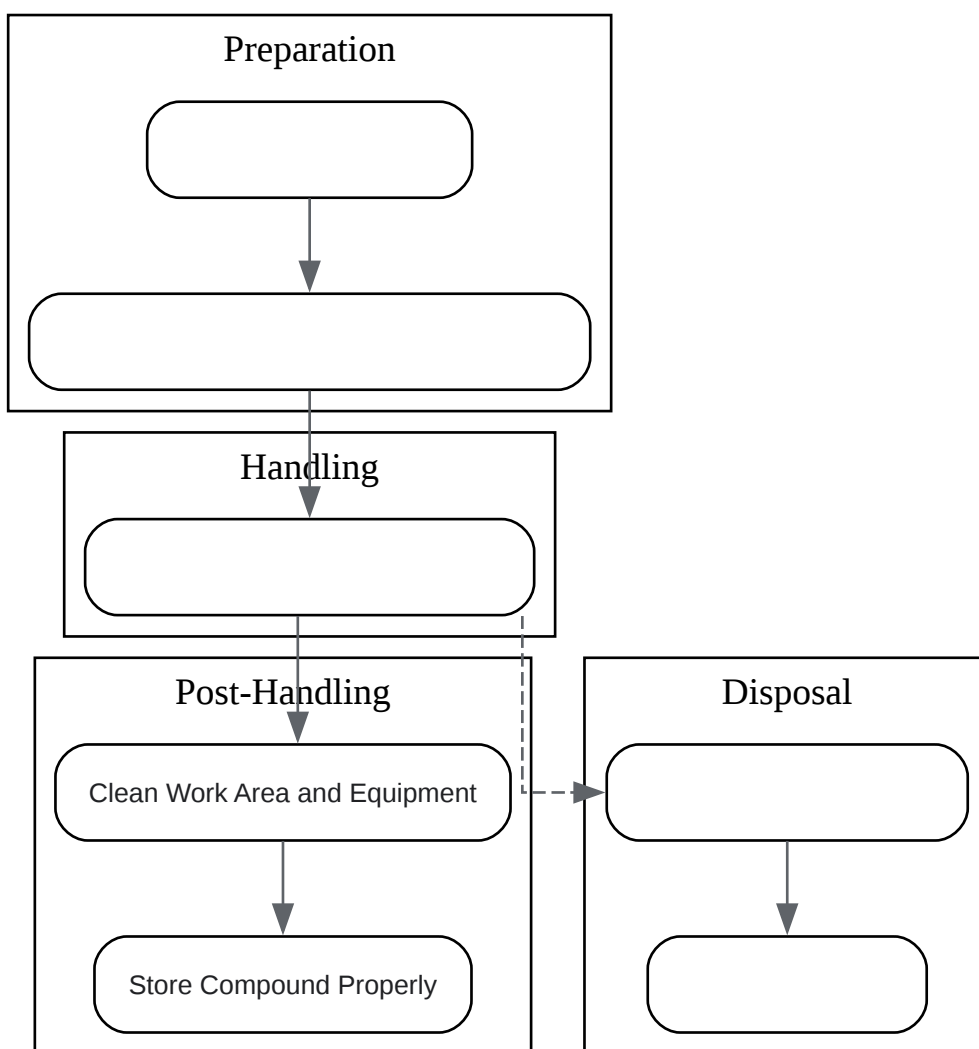 Preparation
Handling
Post-Handling
Disposal
Clean Work Area and Equipment
Store Compound Properly